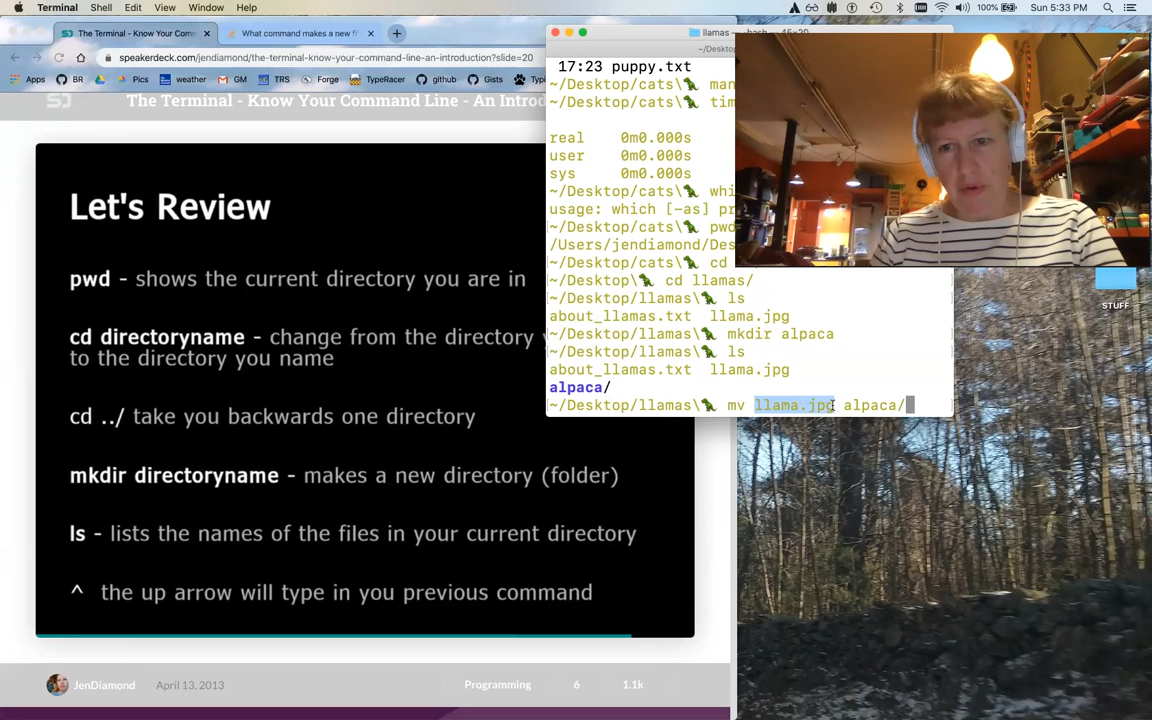 Terminal Shell Edit View Window Help
100% Sun 5:33 PM
The Terminal - Know Your Comm
What command makes a new fi
speakerdeck.com/jendiamond/the-terminal-know-your-command-line-an-introduction?slide=20
Apps BR Pics weather GM TRS Forge TypeRacer github Gists Zip Time
The Terminal - Know Your Command Line - An Introd
Let's Review
pwd - shows the current directory you are in
cd directoryname - change from the directory
to the directory you name
cd ../ take you backwards one directory
mkdir directoryname - makes a new directory (folder)
ls - lists the names of the files in your current directory
^ the up arrow will type in you previous command
JenDiamond April 13, 2013 Programming 6 1.1k
llamas
~/Desktop
17:23 puppy.txt
~/Desktop/cats\🦖 man
~/Desktop/cats\🦖 tim
real 0m0.000s
user 0m0.000s
sys 0m0.000s
~/Desktop/cats\🦖 whi
usage: which [-as] pr
~/Desktop/cats\🦖 pwd
/Users/jendiamond/Des
~/Desktop/cats\🦖 cd
~/Desktop\🦖 cd llamas/
~/Desktop/llamas\🦖 ls
about_llamas.txt llama.jpg
~/Desktop/llamas\🦖 mkdir alpaca
~/Desktop/llamas\🦖 ls
about_llamas.txt llama.jpg
alpaca/
~/Desktop/llamas\🦖 mv llama.jpg alpaca/
STUFF